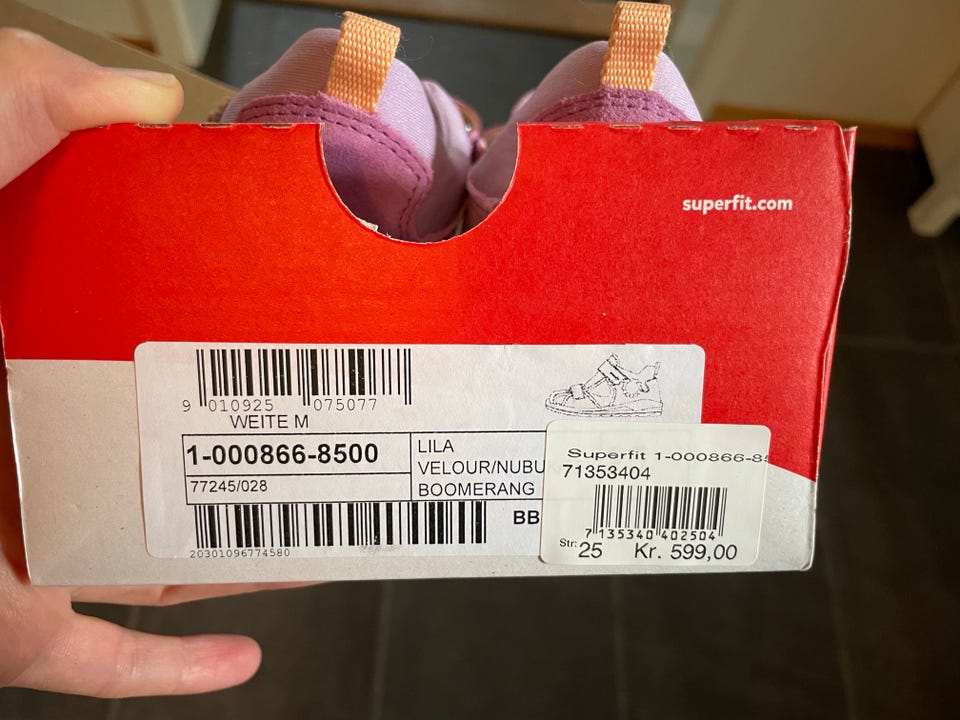 superfit.com
9 010925 075077
WEITE M
1-000866-8500
77245/028
LILA
VELOUR/NUBU
BOOMERANG
BB
20301096774580
Superfit 1-000866-85
71353404
7 135340 402504
Str: 25 Kr. 599,00